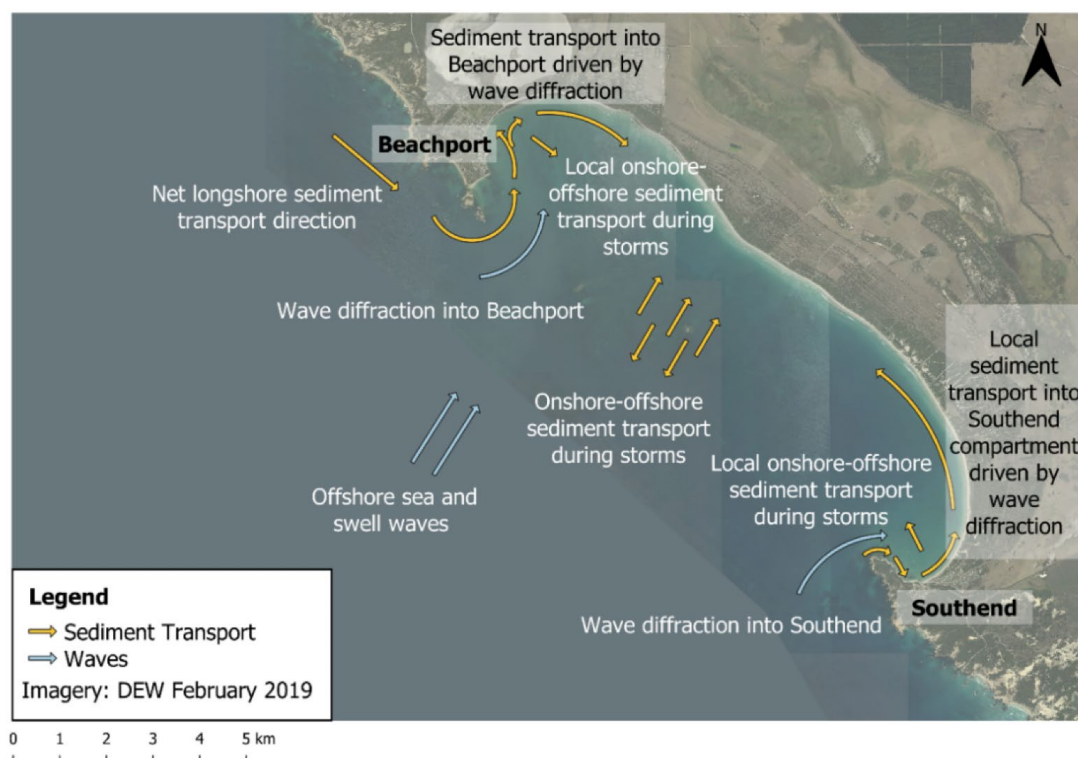 N
Sediment transport into
Beachport driven by
wave diffraction
Beachport
Net longshore sediment
transport direction
Local onshore-
offshore sediment
transport during
storms
Wave diffraction into Beachport
Local
sediment
transport into
Southend
compartment
driven by
wave
diffraction
Onshore-offshore
sediment transport
during storms
Local onshore-offshore
sediment transport
during storms
Offshore sea and
swell waves
Southend
Wave diffraction into Southend
Legend
Sediment Transport
Waves
Imagery: DEW February 2019
0 1 2 3 4 5 km